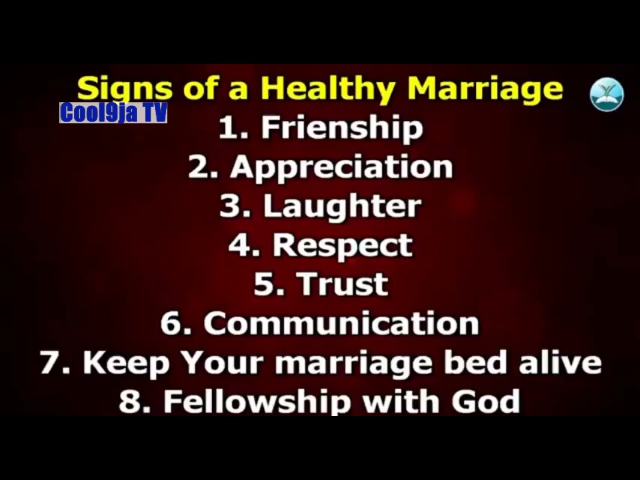 Signs of a Healthy Marriage
Cool9ja TV
1. Frienship
2. Appreciation
3. Laughter
4. Respect
5. Trust
6. Communication
7. Keep Your marriage bed alive
8. Fellowship with God